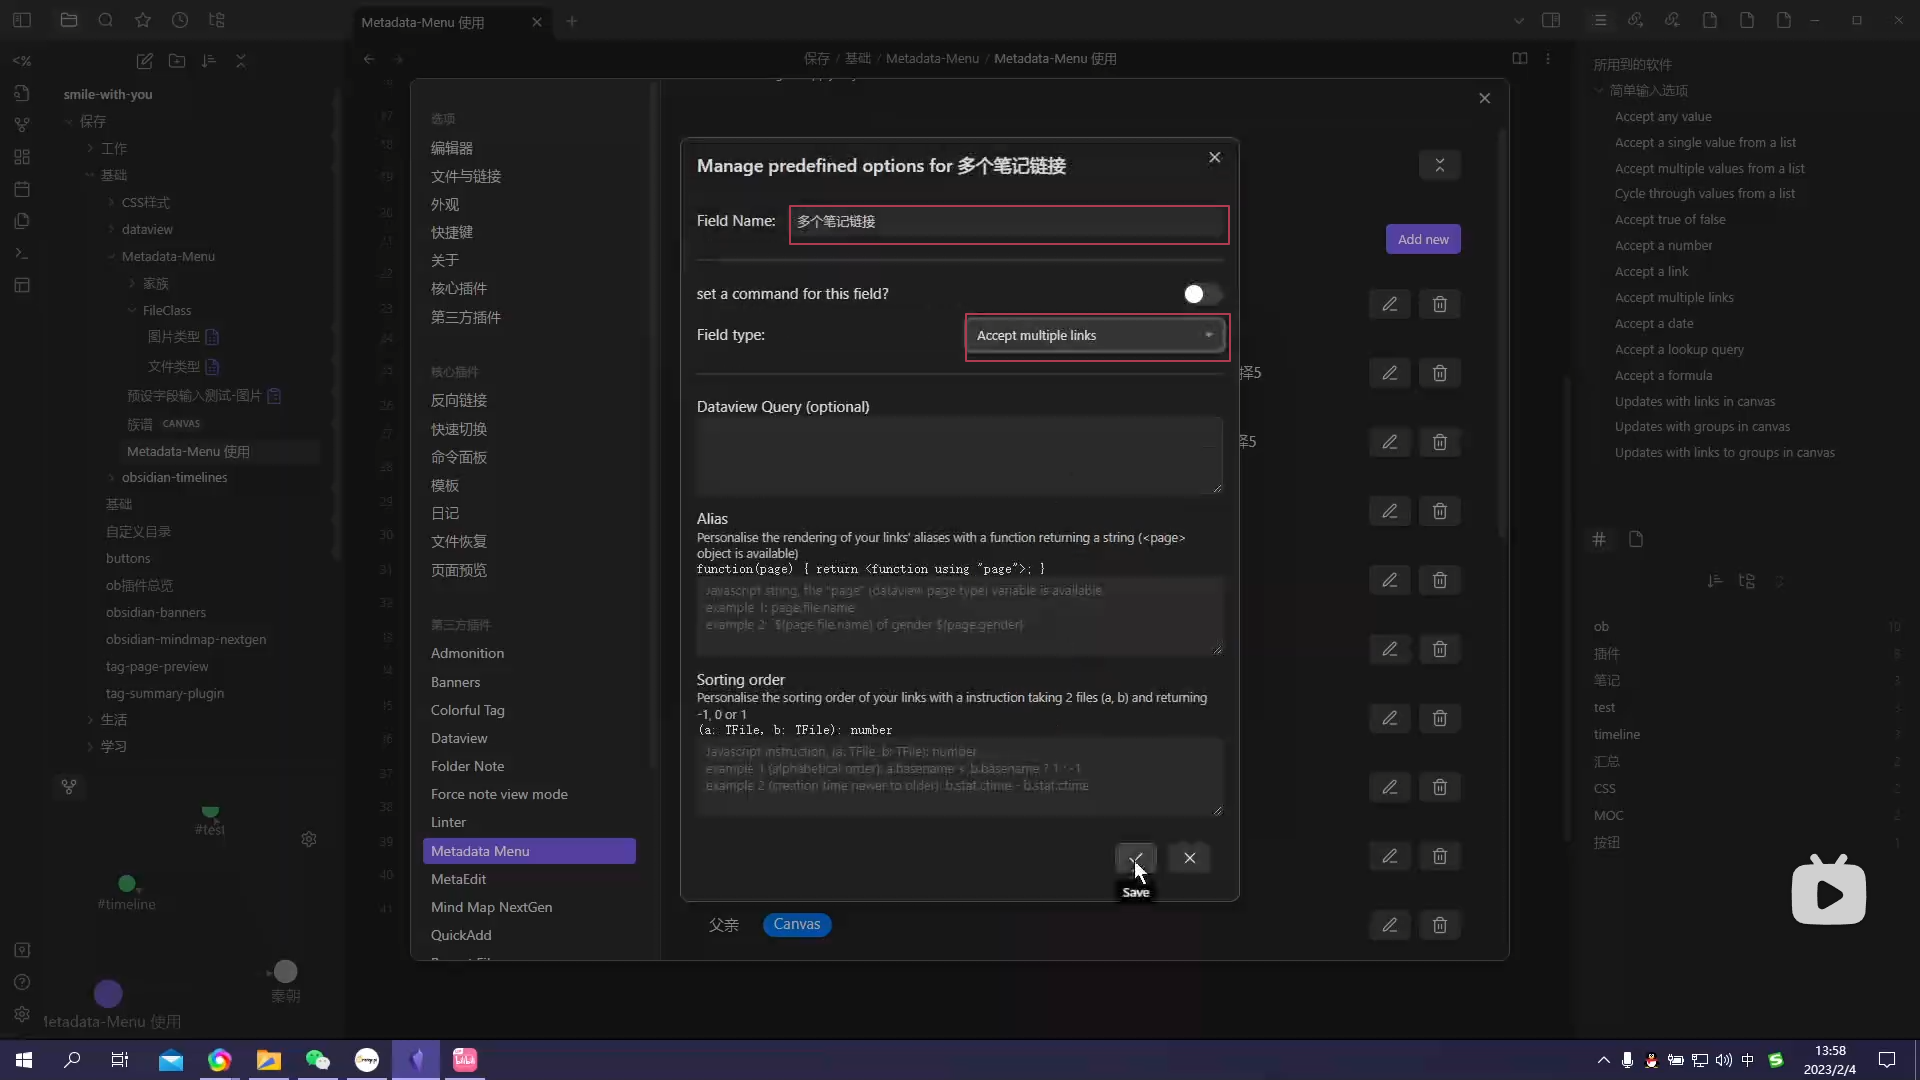 Metadata-Menu 使用
保存 / 基础 / Metadata-Menu / Metadata-Menu 使用
smile-with-you
保存
工作
基础
CSS样式
dataview
Metadata-Menu
家族
FileClass
图片类型
文件类型
预设字段输入测试-图片
族谱 CANVAS
Metadata-Menu 使用
obsidian-timelines
基础
自定义目录
buttons
ob插件总览
obsidian-banners
obsidian-mindmap-nextgen
tag-page-preview
tag-summary-plugin
生活
学习
#test
#timeline
秦朝
Metadata-Menu 使用
选项
编辑器
文件与链接
外观
快捷键
关于
核心插件
第三方插件
核心插件
反向链接
快速切换
命令面板
模板
日记
文件恢复
页面预览
第三方插件
Admonition
Banners
Colorful Tag
Dataview
Folder Note
Force note view mode
Linter
Metadata Menu
MetaEdit
Mind Map NextGen
QuickAdd
Manage predefined options for 多个笔记链接
Field Name: 多个笔记链接
set a command for this field?
Field type: Accept multiple links
Dataview Query (optional)
Alias
Personalise the rendering of your links' aliases with a function returning a string (<page>
object is available)
function(page) { return <function using "page">; }
Javascript string, the "page" (dataview page type) variable is available
example 1: page.file.name
example 2: `${page.file.name} of gender ${page.gender}`
Sorting order
Personalise the sorting order of your links with a instruction taking 2 files (a, b) and returning
-1, 0 or 1
(a: TFile, b: TFile): number
Javascript instruction, (a: TFile, b: TFile): number
example 1 (alphabetical order): a.basename < b.basename ? 1 : -1
example 2 (creation time newer to older): b.stat.ctime - b.stat.ctime
Save
Add new
择5
择5
父亲 Canvas
所用到的软件
简单输入选项
Accept any value
Accept a single value from a list
Accept multiple values from a list
Cycle through values from a list
Accept true of false
Accept a number
Accept a link
Accept multiple links
Accept a date
Accept a lookup query
Accept a formula
Updates with links in canvas
Updates with groups in canvas
Updates with links to groups in canvas
ob 10
插件
笔记 3
test 3
timeline 3
汇总 2
CSS 2
MOC 2
按钮 1
中
13:58
2023/2/4